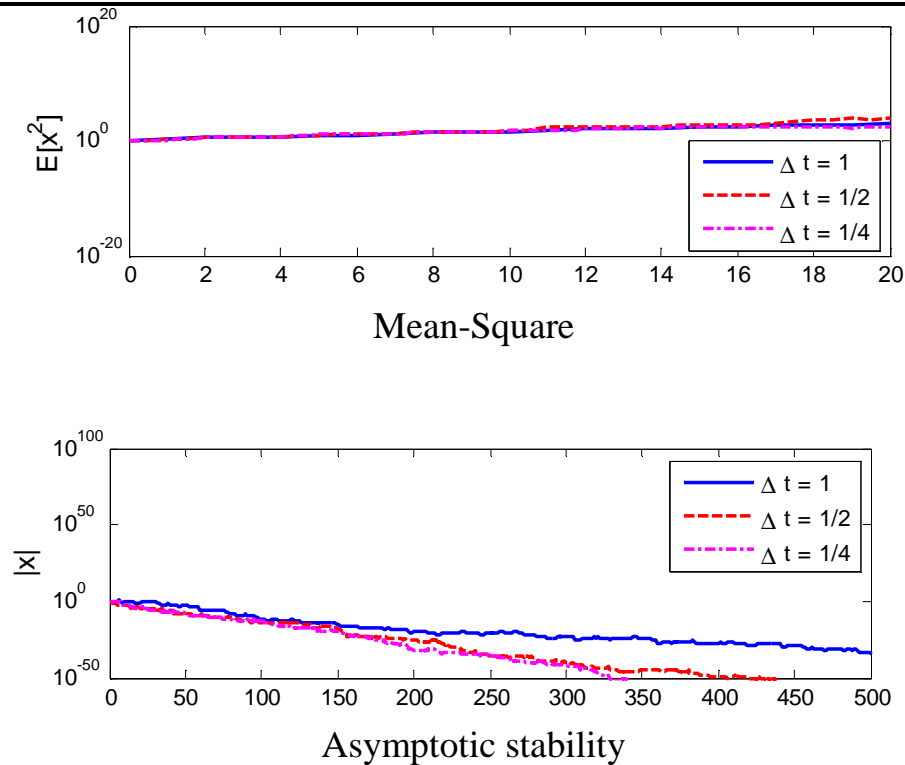 10^20
10^0
10^-20
E[x^2]
Δ t = 1
Δ t = 1/2
Δ t = 1/4
0 2 4 6 8 10 12 14 16 18 20
Mean-Square
10^100
10^50
10^0
10^-50
|x|
Δ t = 1
Δ t = 1/2
Δ t = 1/4
0 50 100 150 200 250 300 350 400 450 500
Asymptotic stability